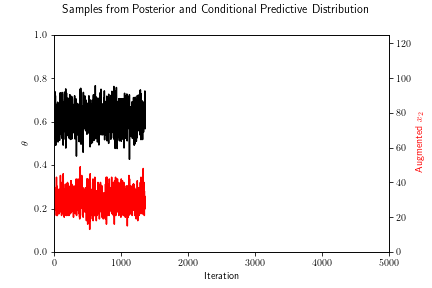 Samples from Posterior and Conditional Predictive Distribution
1.0
0.8
0.6
0.4
0.2
0.0
θ
120
100
80
60
40
20
0
Augmented x₂
0 1000 2000 3000 4000 5000
Iteration